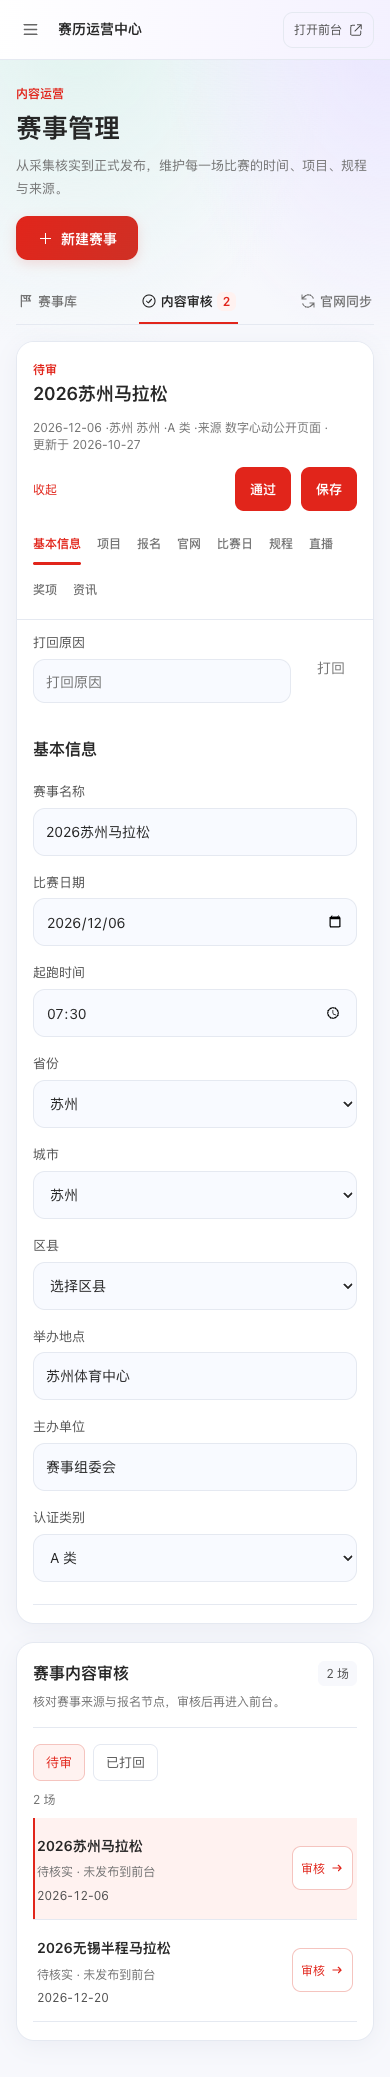 赛历运营中心
打开前台
内容运营
赛事管理
从采集核实到正式发布，维护每一场比赛的时间、项目、规程
与来源。
新建赛事
赛事库
内容审核 2
官网同步
待审
2026苏州马拉松
2026-12-06 ·苏州 苏州 ·A 类 ·来源 数字心动公开页面 ·
更新于 2026-10-27
收起
通过
保存
基本信息 项目 报名 官网 比赛日 规程 直播
奖项 资讯
打回原因
打回原因
打回
基本信息
赛事名称
2026苏州马拉松
比赛日期
2026/12/06
起跑时间
07:30
省份
苏州
城市
苏州
区县
选择区县
举办地点
苏州体育中心
主办单位
赛事组委会
认证类别
A 类
赛事内容审核
2 场
核对赛事来源与报名节点，审核后再进入前台。
待审
已打回
2 场
2026苏州马拉松
待核实 · 未发布到前台
2026-12-06
审核
2026无锡半程马拉松
待核实 · 未发布到前台
2026-12-20
审核